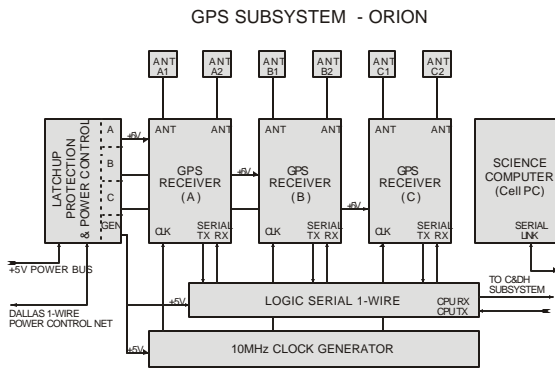 GPS SUBSYSTEM - ORION
ANT A1
ANT A2
ANT B1
ANT B2
ANT C1
ANT C2
LATCHUP PROTECTION & POWER CONTROL
A
B
C
GEN
+5V
ANT ANT
GPS RECEIVER (A)
CLK
SERIAL TX RX
+5V
ANT ANT
GPS RECEIVER (B)
CLK
SERIAL TX RX
+5V
ANT ANT
GPS RECEIVER (C)
CLK
SERIAL TX RX
SCIENCE COMPUTER (Cell PC)
SERIAL LINK
+5V POWER BUS
DALLAS 1-WIRE POWER CONTROL NET
+5V
LOGIC SERIAL 1-WIRE
CPU RX
CPU TX
TO C&DH SUBSYSTEM
+5V
10MHz CLOCK GENERATOR